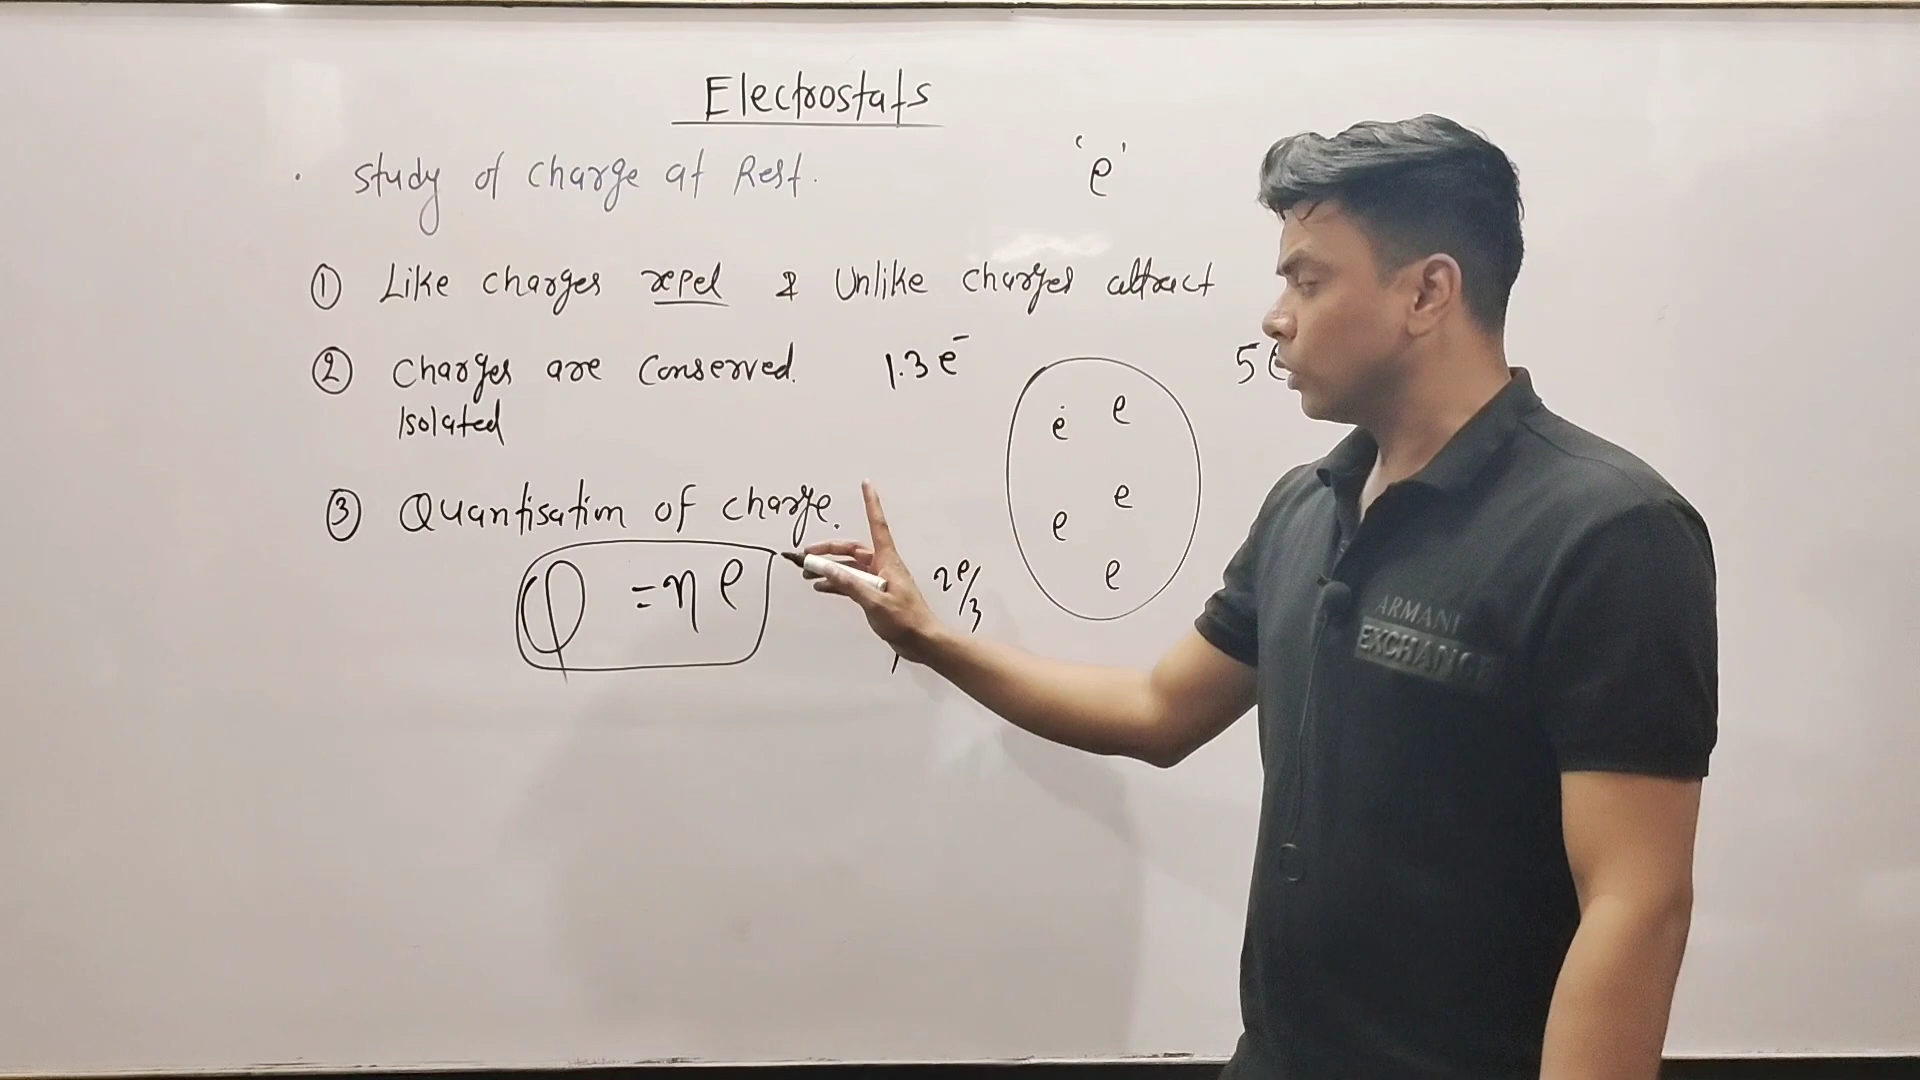 Electrostats
. Study of charge at Rest.
'e'
① Like charges repel & Unlike charges attract
② Charges are Conserved.
1.3 e⁻
Isolated
e e
e e
e
③ Quantisation of charge.
φ = ne
2e/3
ARMANI
EXCHANGE